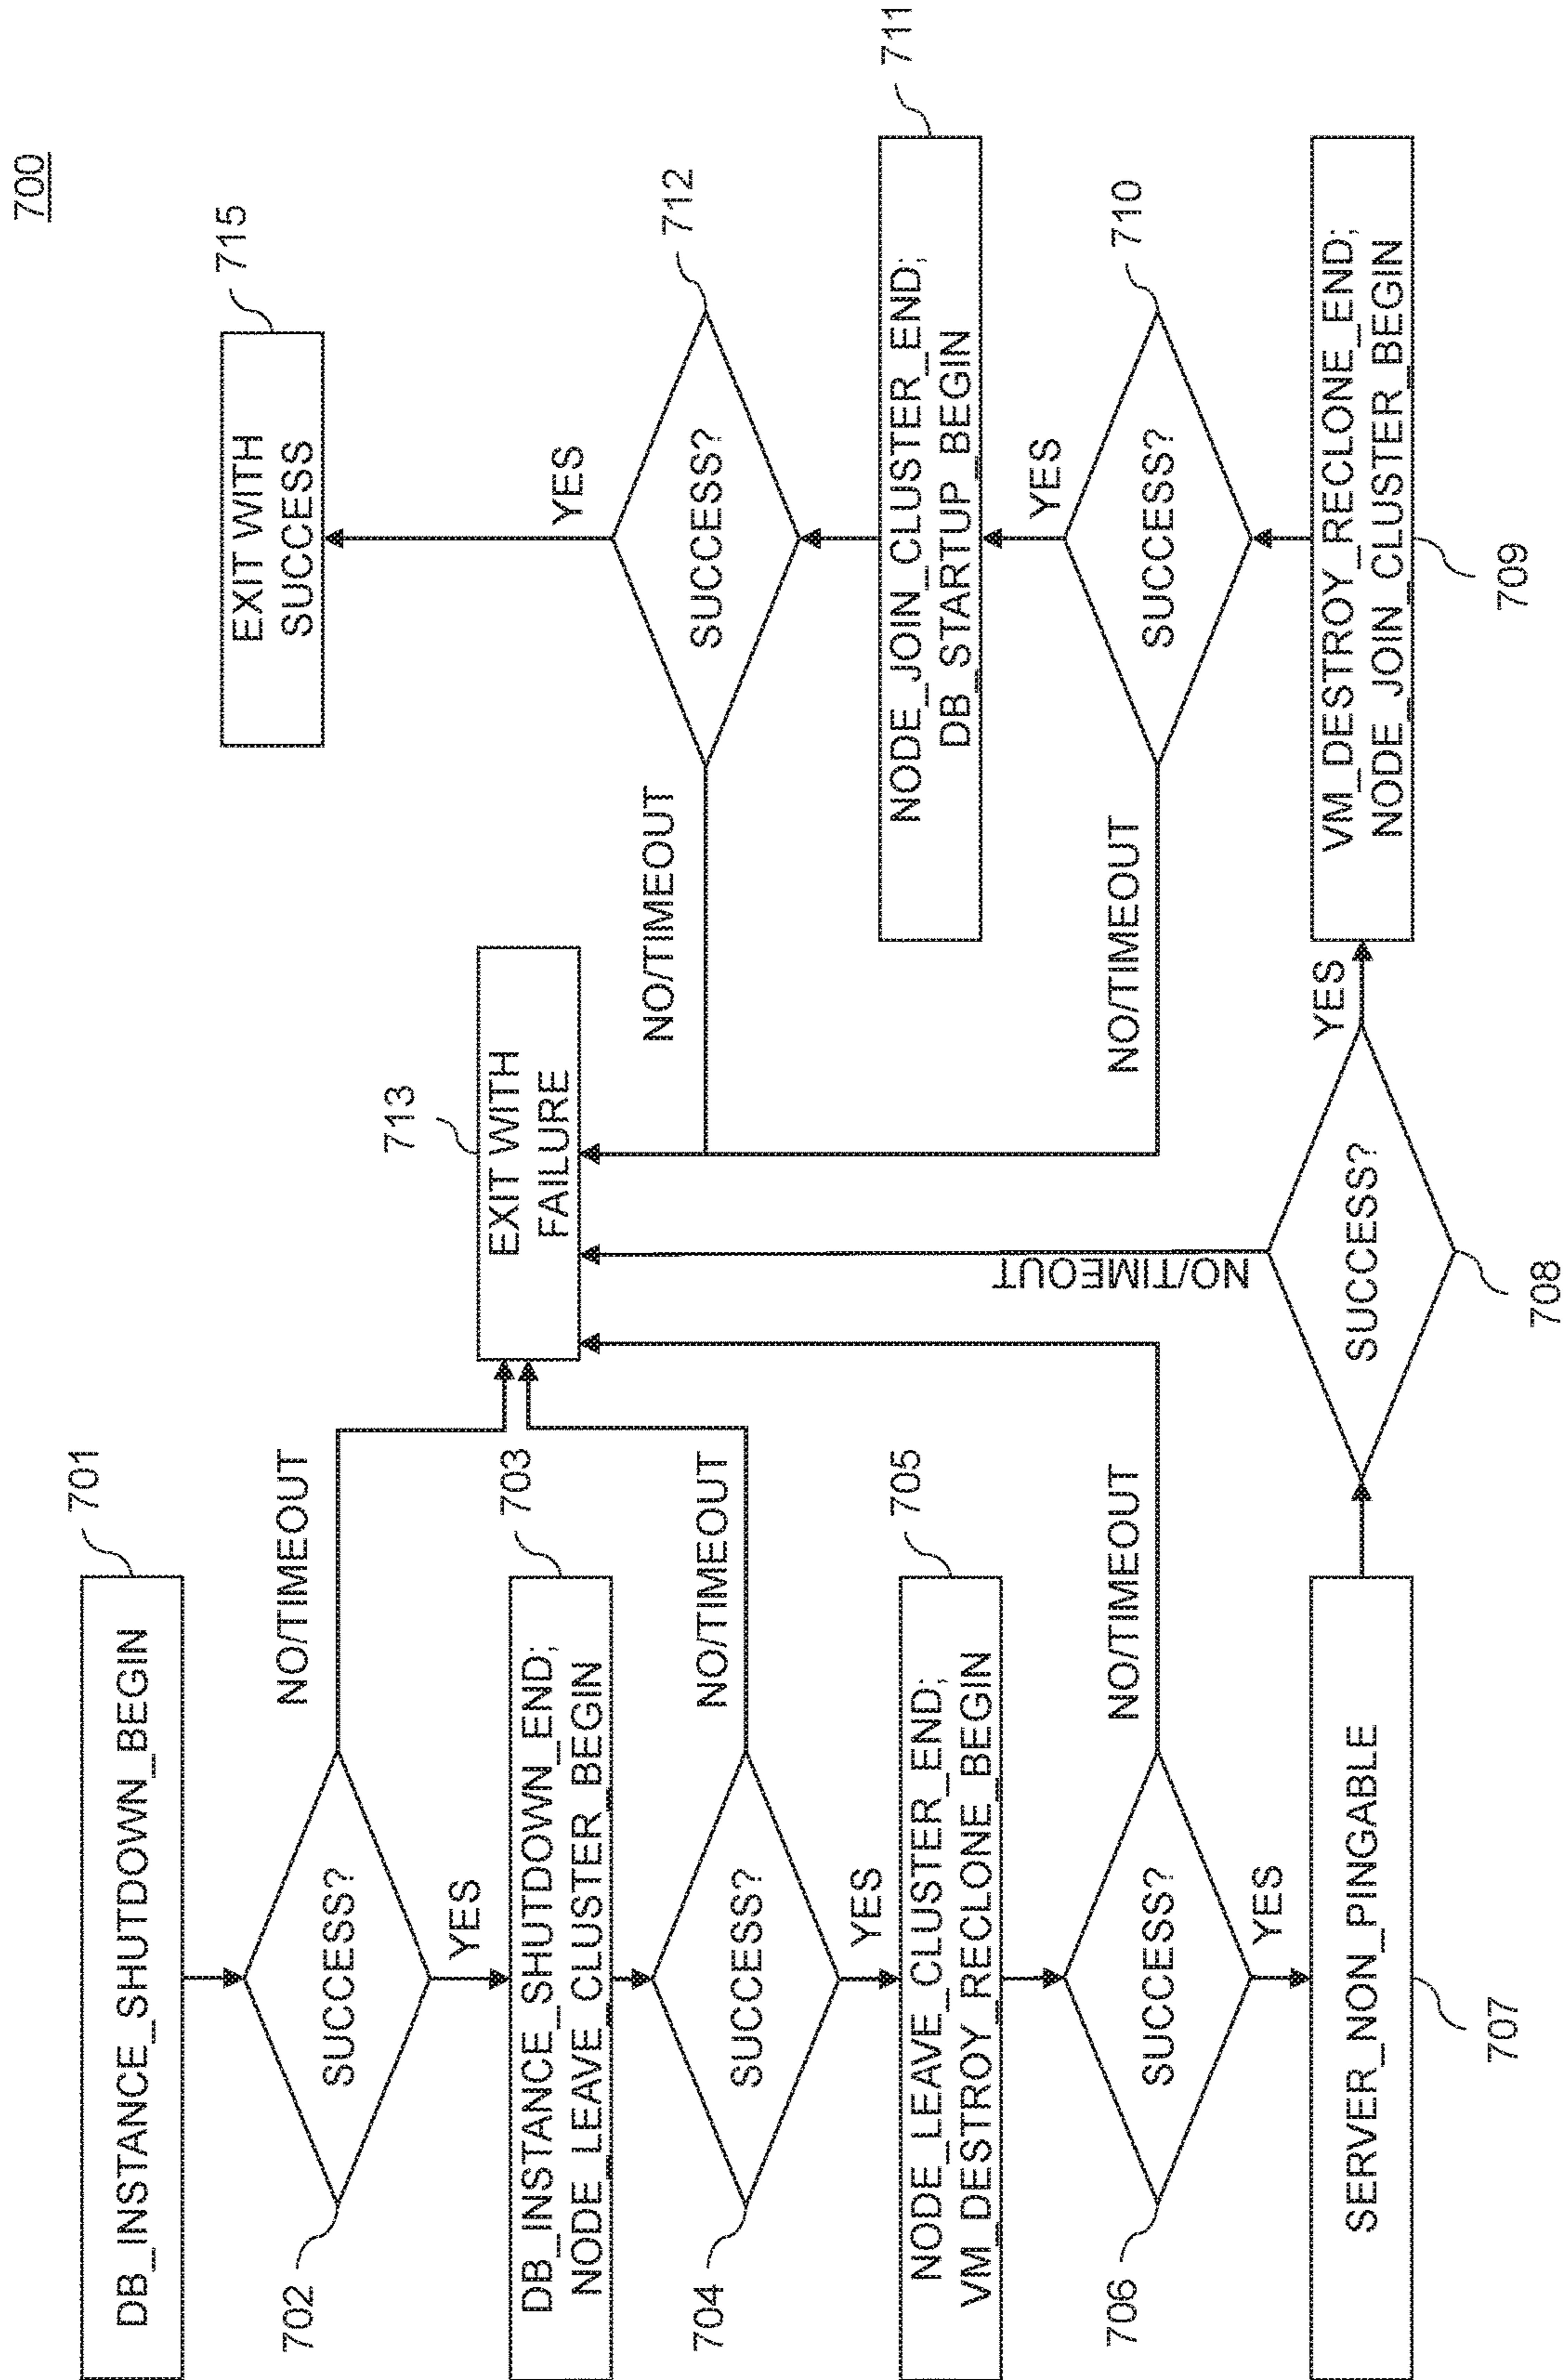 700
701
DB_INSTANCE_SHUTDOWN_BEGIN
702
SUCCESS?
NO/TIMEOUT
YES
703
DB_INSTANCE_SHUTDOWN_END;
NODE_LEAVE_CLUSTER_BEGIN
704
SUCCESS?
NO/TIMEOUT
YES
705
NODE_LEAVE_CLUSTER_END;
VM_DESTROY_RECLONE_BEGIN
706
SUCCESS?
NO/TIMEOUT
YES
SERVER_NON_PINGABLE
707
713
EXIT WITH
FAILURE
NO/TIMEOUT
SUCCESS?
708
YES
VM_DESTROY_RECLONE_END;
NODE_JOIN_CLUSTER_BEGIN
709
710
SUCCESS?
NO/TIMEOUT
YES
711
NODE_JOIN_CLUSTER_END;
DB_STARTUP_BEGIN
712
SUCCESS?
NO/TIMEOUT
YES
715
EXIT WITH
SUCCESS